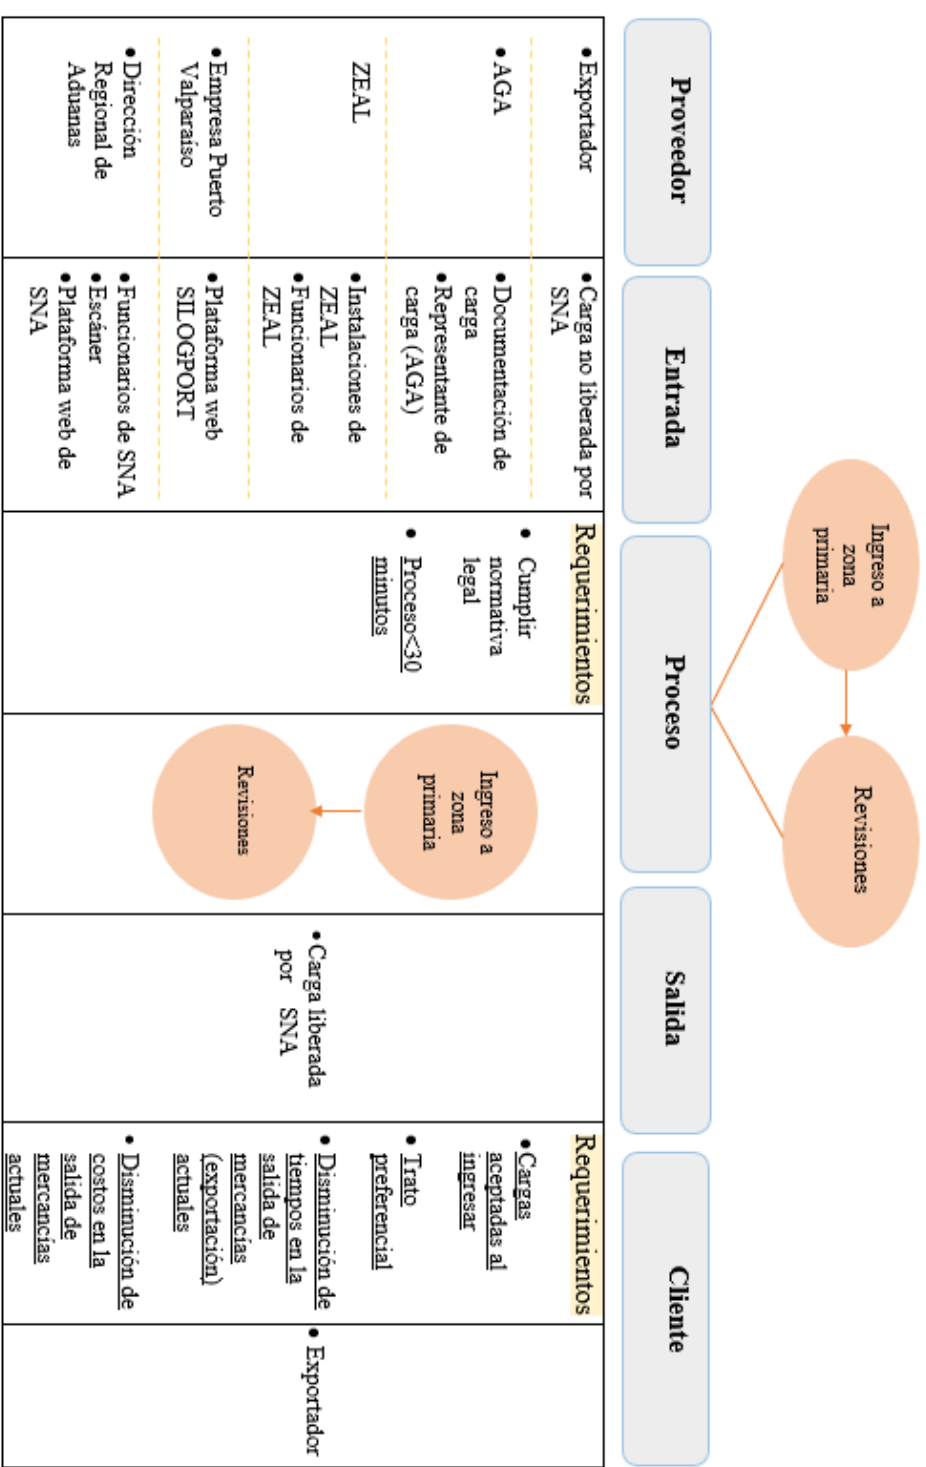 Ingreso a
zona
primaria
Revisiones
Proveedor
Entrada
Proceso
Salida
Cliente
• Exportador
• AGA
ZEAL
• Empresa Puerto
Valparaíso
• Dirección
Regional de
Aduanas
• Carga no liberada por
SNA
• Documentación de
carga
• Representante de
carga (AGA)
• Instalaciones de
ZEAL
• Funcionarios de
ZEAL
• Plataforma web
SILOGPORT
• Funcionarios de SNA
• Escáner
• Plataforma web de
SNA
Requerimientos
• Cumplir
normativa
legal
• Proceso<30
minutos
Ingreso a
zona
primaria
Revisiones
• Carga liberada
por SNA
Requerimientos
• Cargas
aceptadas al
ingresar
• Trato
preferencial
• Disminución de
tiempos en la
salida de
mercancías
(exportación)
actuales
• Disminución de
costos en la
salida de
mercancías
actuales
• Exportador